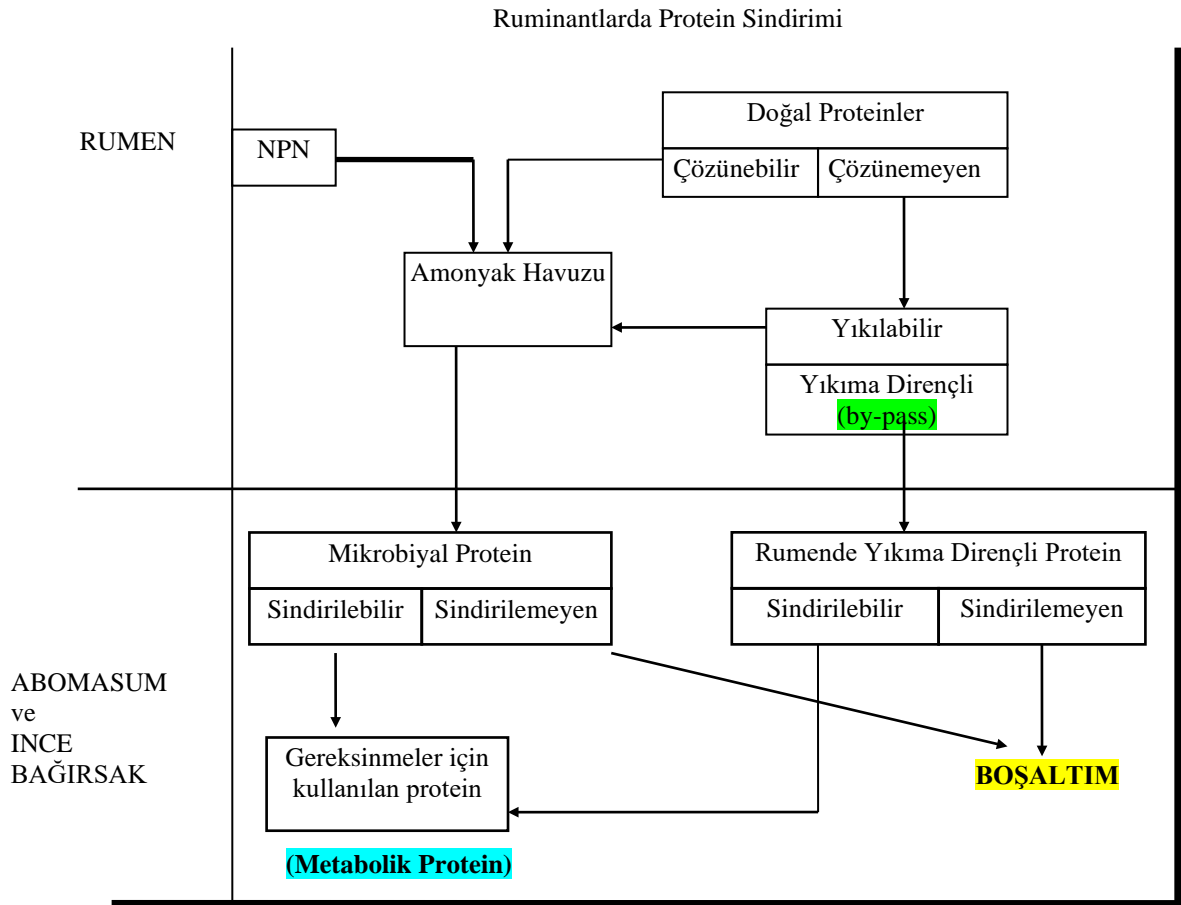 Ruminantlarda Protein Sindirimi
RUMEN
NPN
Doğal Proteinler
Çözünebilir
Çözünemeyen
Amonyak Havuzu
Yıkılabilir
Yıkıma Dirençli
(by-pass)
Mikrobiyal Protein
Sindirilebilir
Sindirilemeyen
Rumende Yıkıma Dirençli Protein
Sindirilebilir
Sindirilemeyen
ABOMASUM
ve
INCE
BAĞIRSAK
Gereksinmeler için
kullanılan protein
(Metabolik Protein)
BOŞALTIM